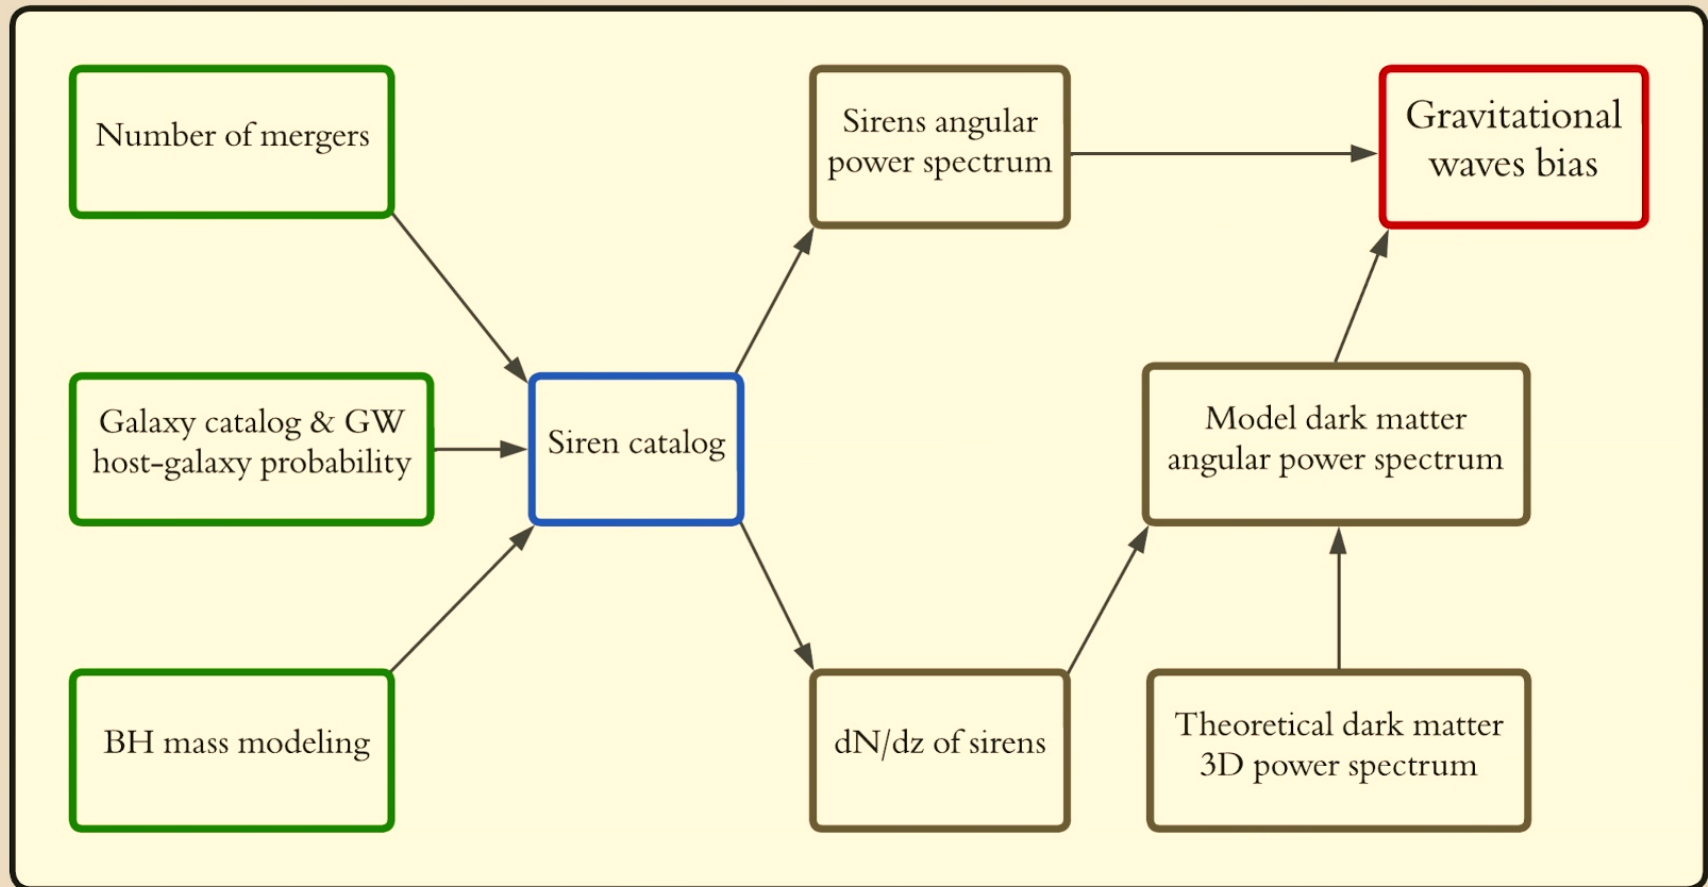 Number of mergers
Sirens angular
power spectrum
Gravitational
waves bias
Galaxy catalog & GW
host-galaxy probability
Siren catalog
Model dark matter
angular power spectrum
BH mass modeling
dN/dz of sirens
Theoretical dark matter
3D power spectrum